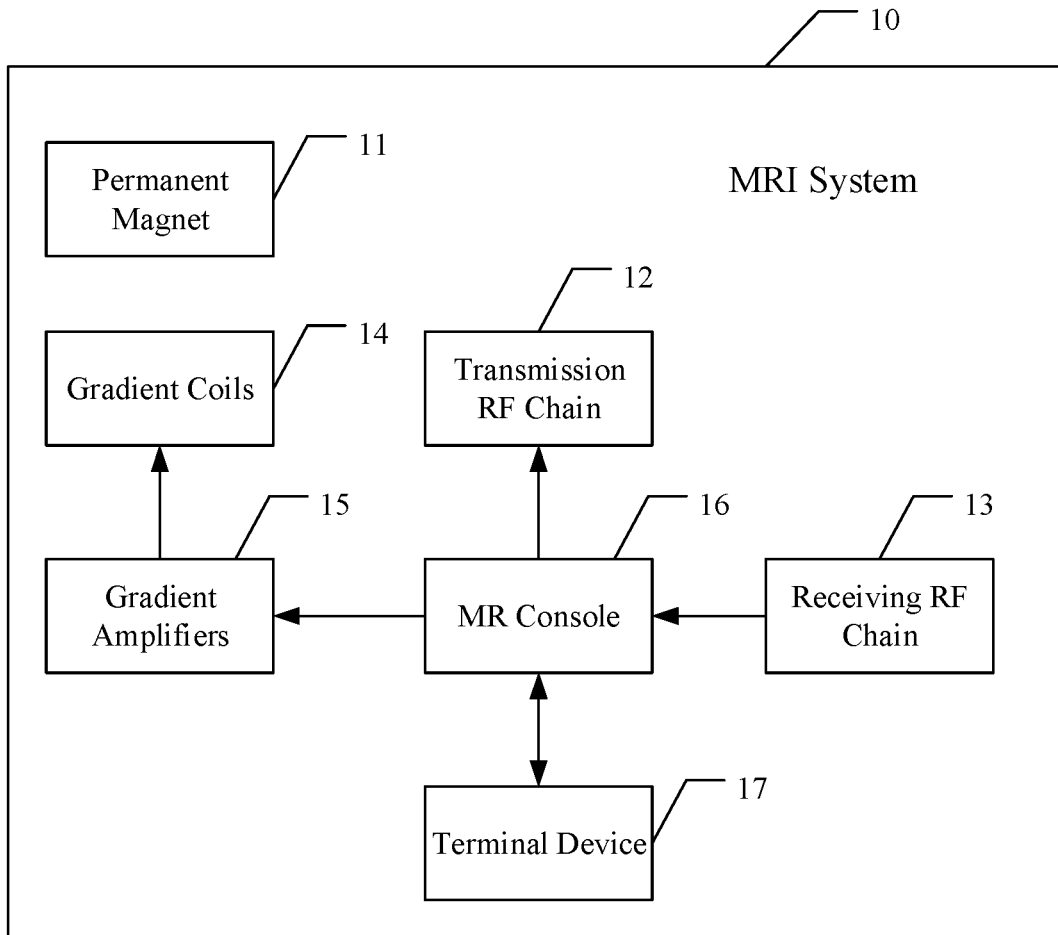 10
11
Permanent
Magnet
MRI System
12
14
Gradient Coils
Transmission
RF Chain
15
16
13
Gradient
Amplifiers
MR Console
Receiving RF
Chain
17
Terminal Device